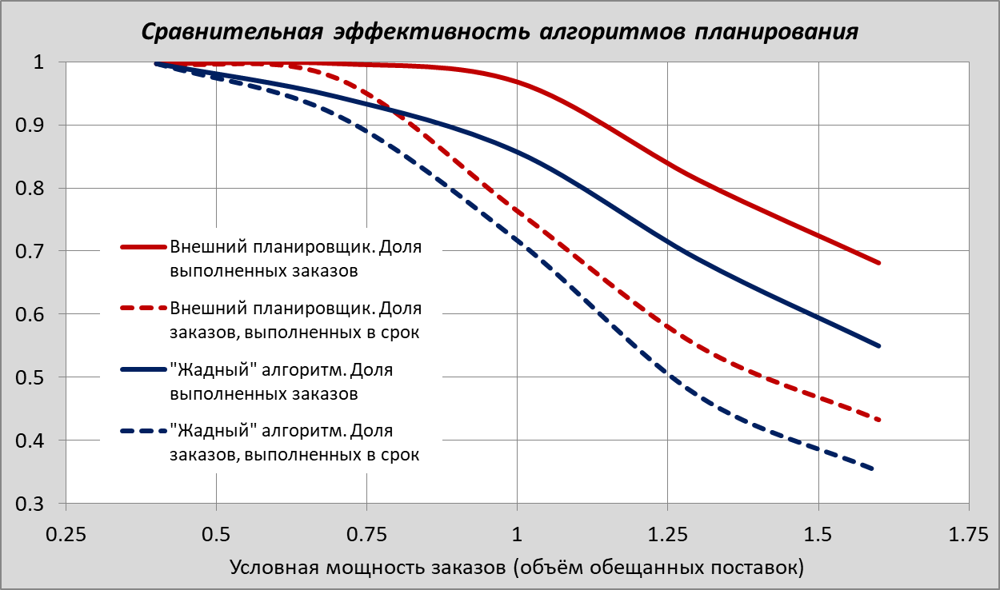 Сравнительная эффективность алгоритмов планирования
1
0.9
0.8
0.7
0.6
0.5
0.4
0.3
Внешний планировщик. Доля
выполненных заказов
Внешний планировщик. Доля
заказов, выполненных в срок
"Жадный" алгоритм. Доля
выполненных заказов
"Жадный" алгоритм. Доля
заказов, выполненных в срок
0.25 0.5 0.75 1 1.25 1.5 1.75
Условная мощность заказов (объём обещанных поставок)